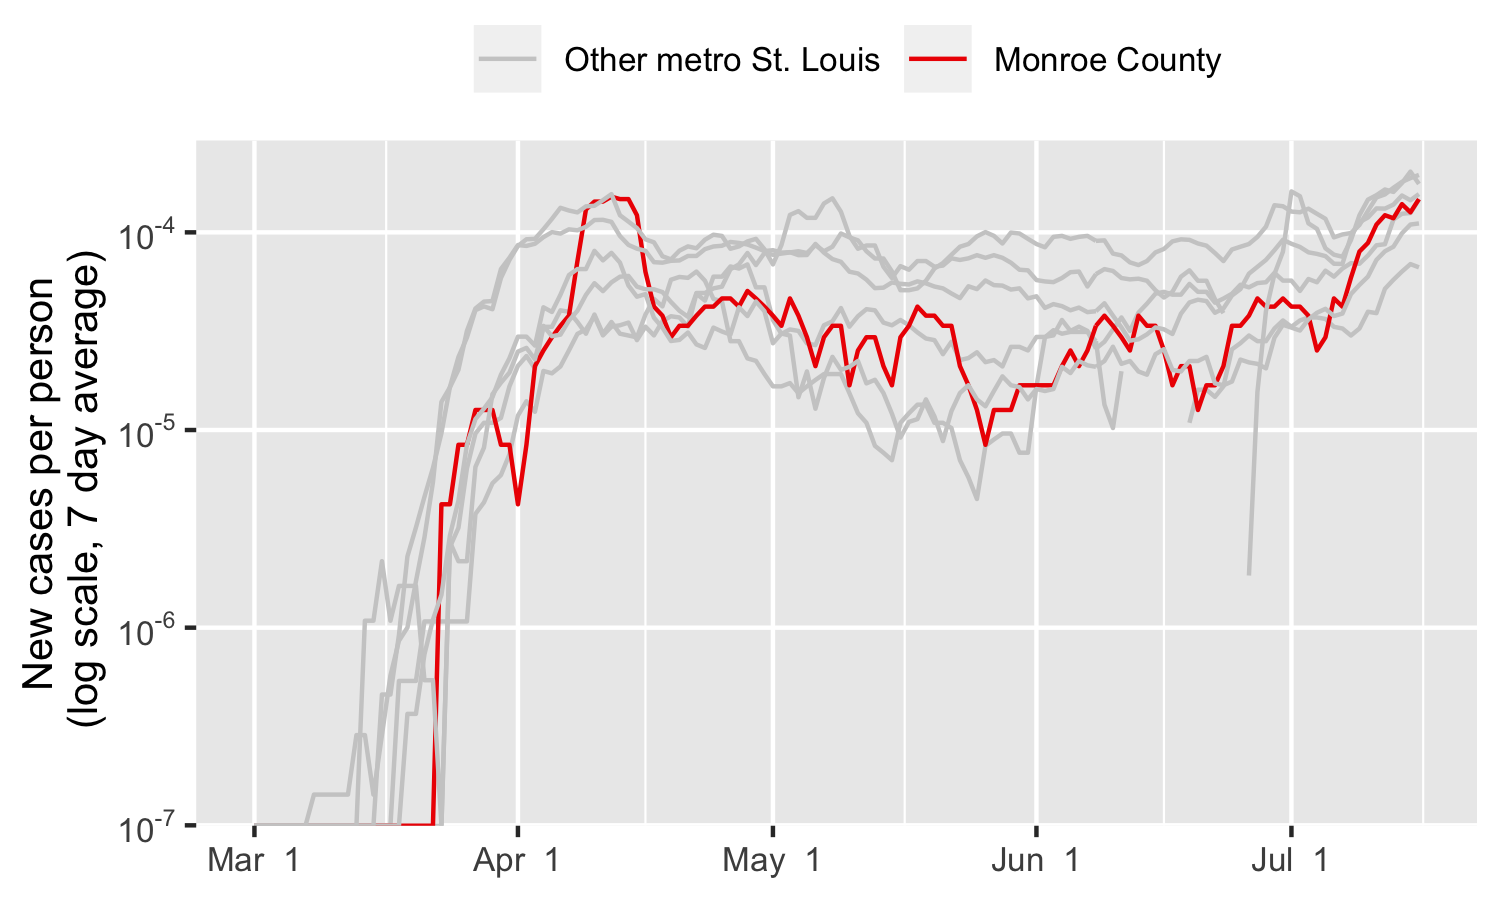 Other metro St. Louis Monroe County
New cases per person
(log scale, 7 day average)
10⁻⁴
10⁻⁵
10⁻⁶
10⁻⁷
Mar 1 Apr 1 May 1 Jun 1 Jul 1